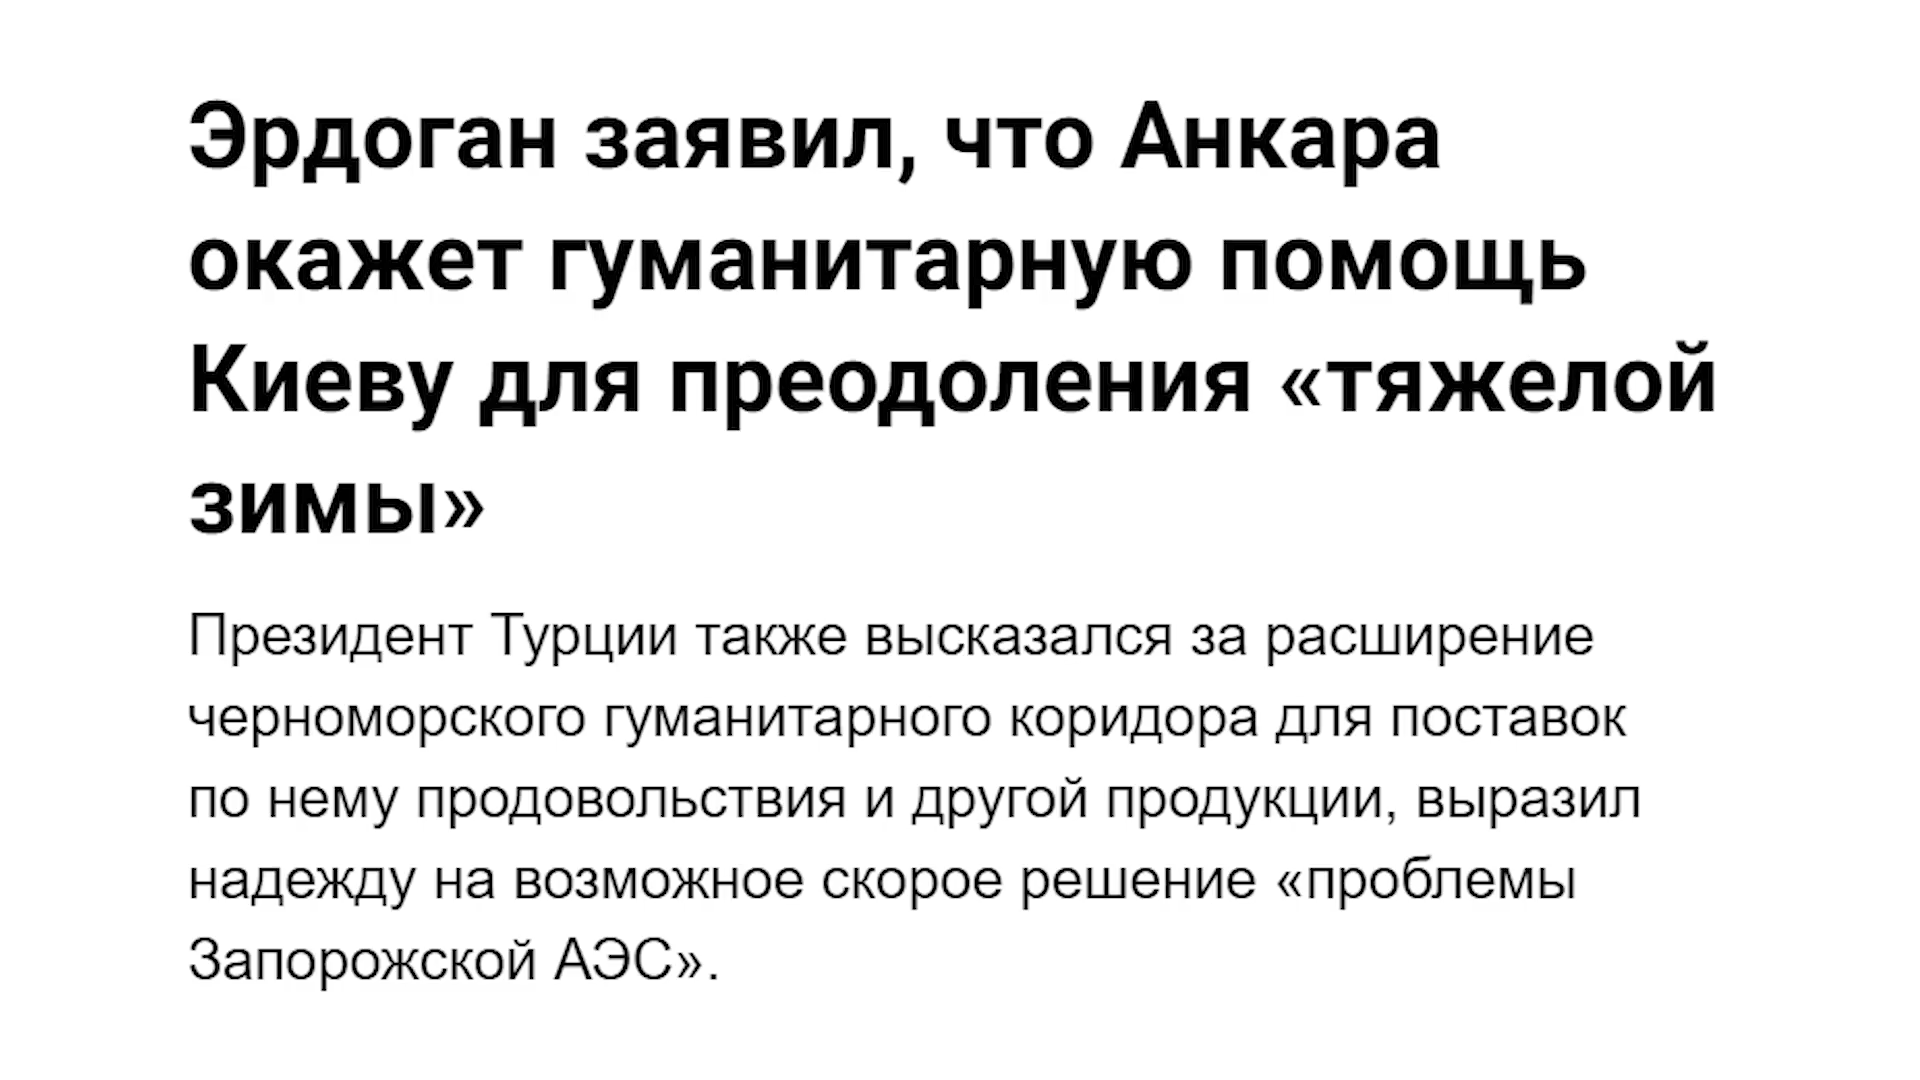 Эрдоган заявил, что Анкара
окажет гуманитарную помощь
Киеву для преодоления «тяжелой
зимы»
Президент Турции также высказался за расширение
черноморского гуманитарного коридора для поставок
по нему продовольствия и другой продукции, выразил
надежду на возможное скорое решение «проблемы
Запорожской АЭС».